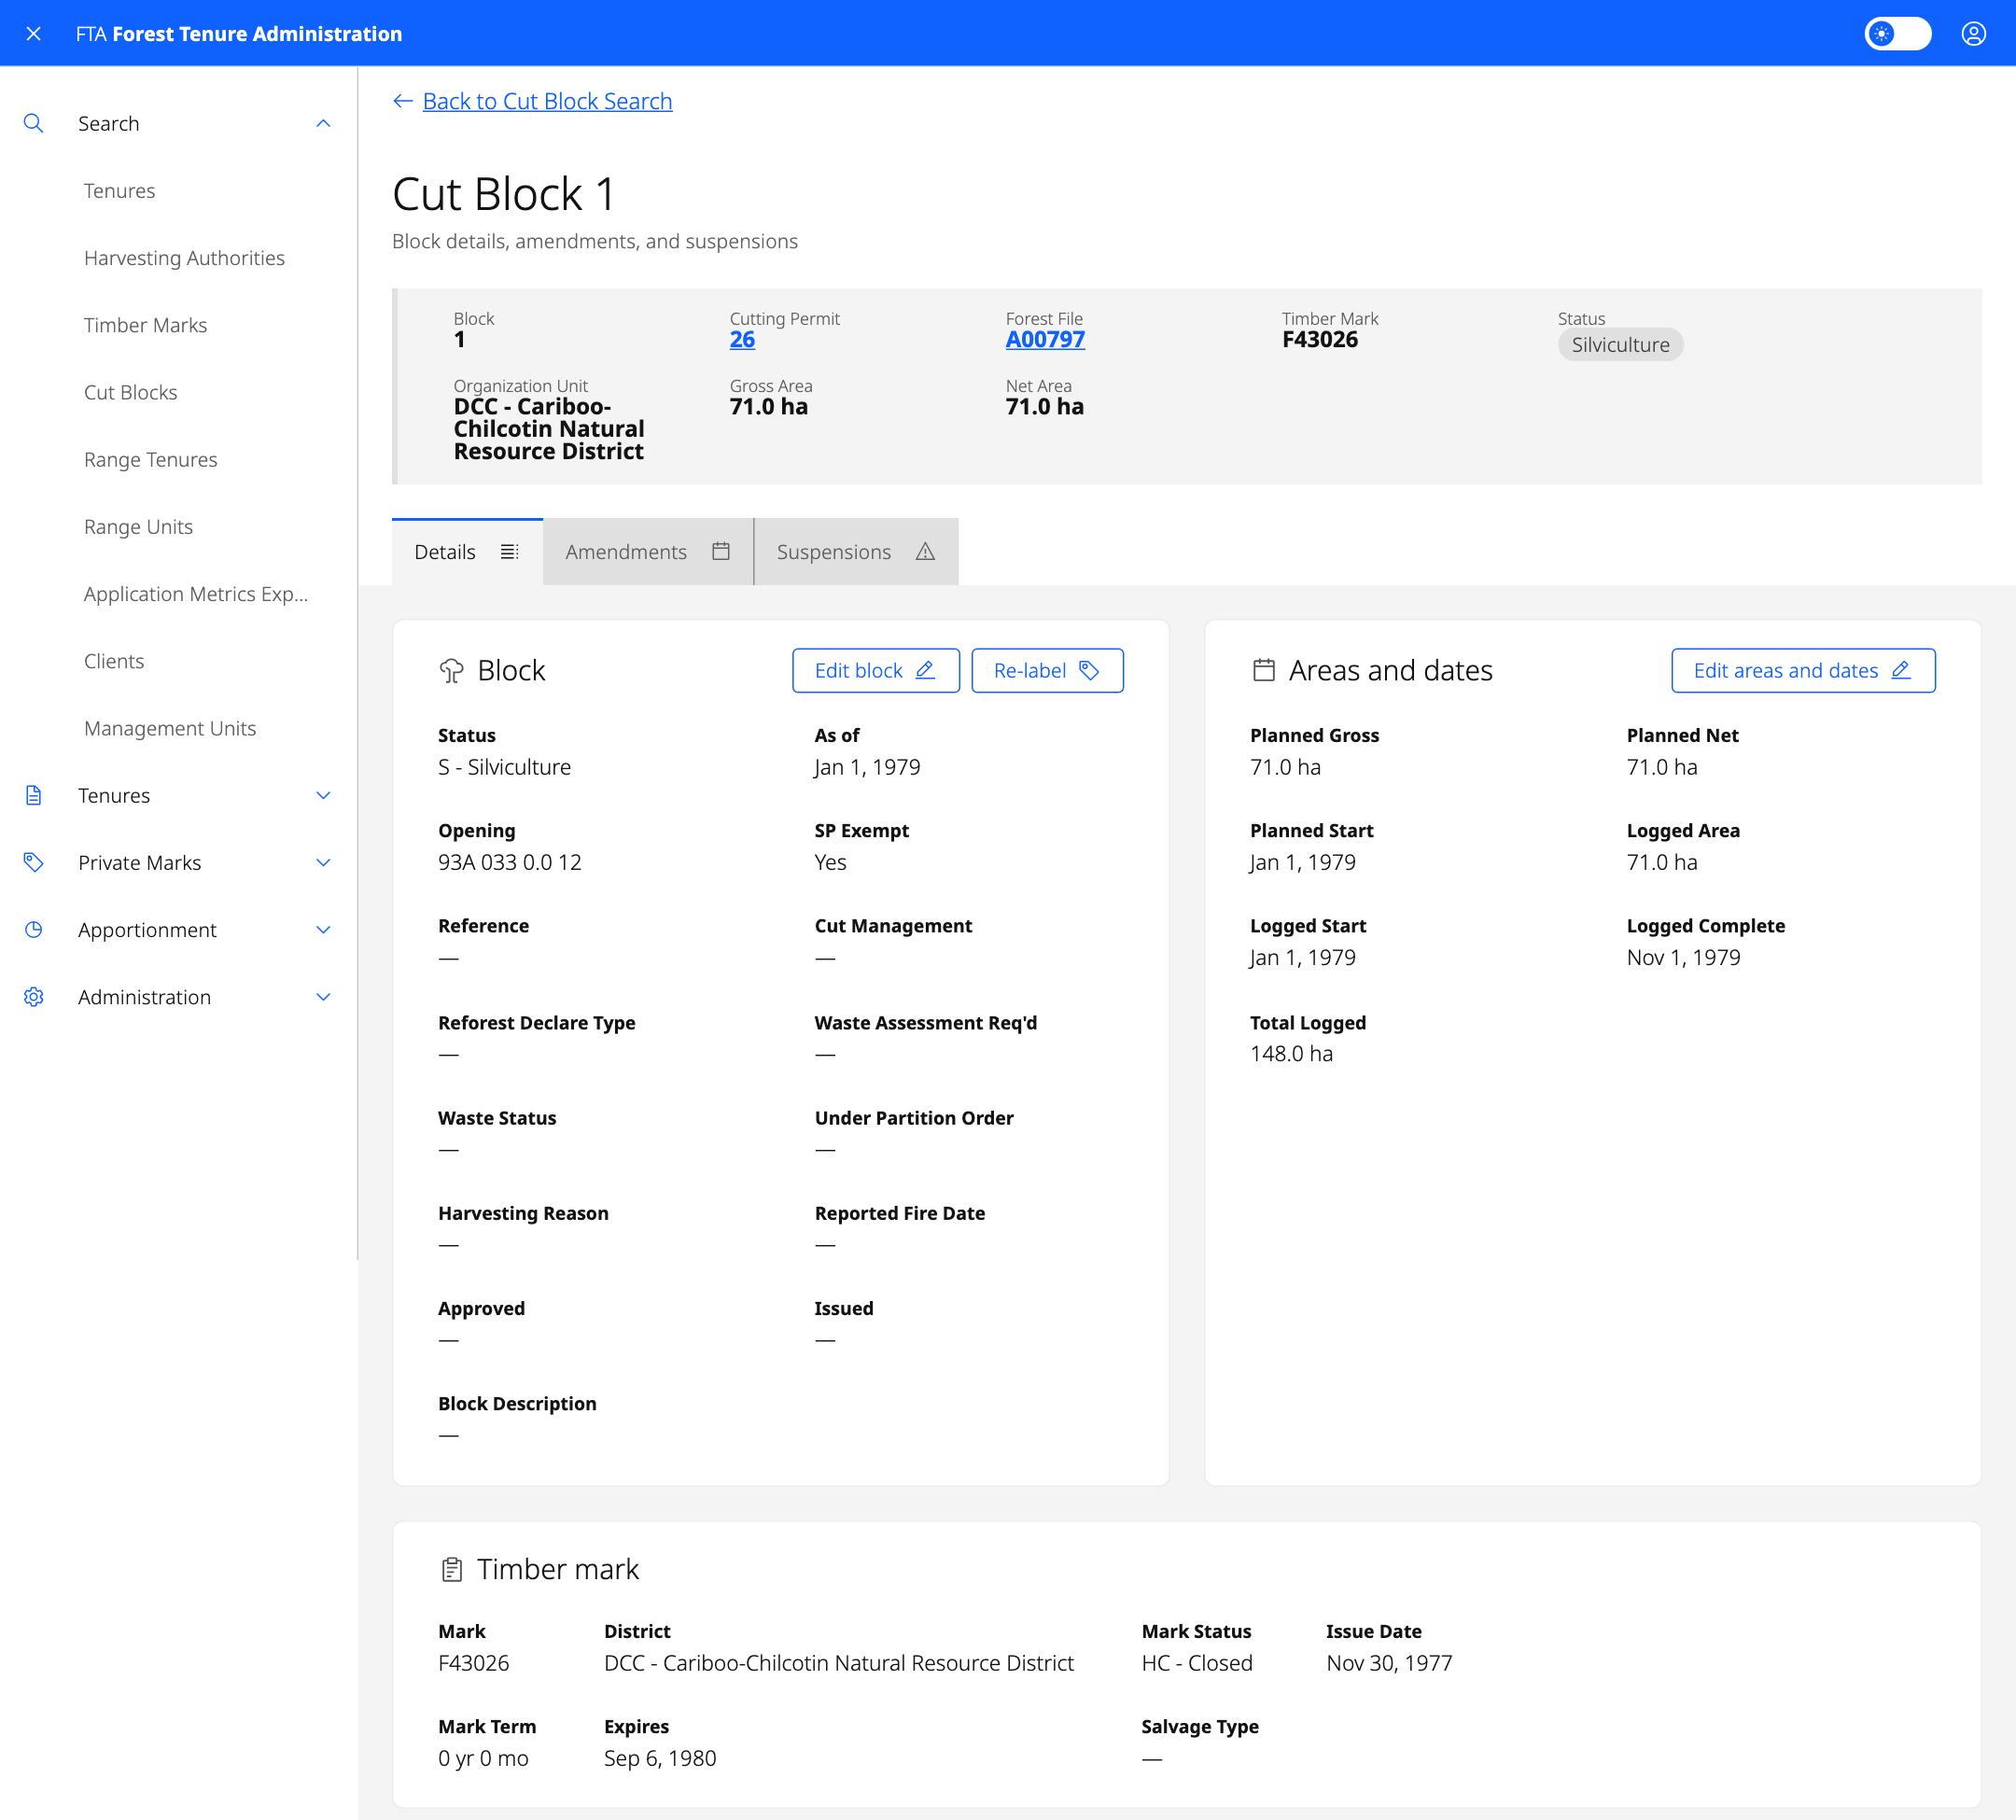 FTA Forest Tenure Administration
Search
Tenures
Harvesting Authorities
Timber Marks
Cut Blocks
Range Tenures
Range Units
Application Metrics Exp...
Clients
Management Units
Tenures
Private Marks
Apportionment
Administration
Back to Cut Block Search
Cut Block 1
Block details, amendments, and suspensions
Block
1
Cutting Permit
26
Forest File
A00797
Timber Mark
F43026
Status
Silviculture
Organization Unit
DCC - Cariboo-
Chilcotin Natural
Resource District
Gross Area
71.0 ha
Net Area
71.0 ha
Details
Amendments
Suspensions
Block
Edit block
Re-label
Status
S - Silviculture
As of
Jan 1, 1979
Opening
93A 033 0.0 12
SP Exempt
Yes
Reference
—
Cut Management
—
Reforest Declare Type
—
Waste Assessment Req'd
—
Waste Status
—
Under Partition Order
—
Harvesting Reason
—
Reported Fire Date
—
Approved
—
Issued
—
Block Description
—
Areas and dates
Edit areas and dates
Planned Gross
71.0 ha
Planned Net
71.0 ha
Planned Start
Jan 1, 1979
Logged Area
71.0 ha
Logged Start
Jan 1, 1979
Logged Complete
Nov 1, 1979
Total Logged
148.0 ha
Timber mark
Mark
F43026
District
DCC - Cariboo-Chilcotin Natural Resource District
Mark Status
HC - Closed
Issue Date
Nov 30, 1977
Mark Term
0 yr 0 mo
Expires
Sep 6, 1980
Salvage Type
—